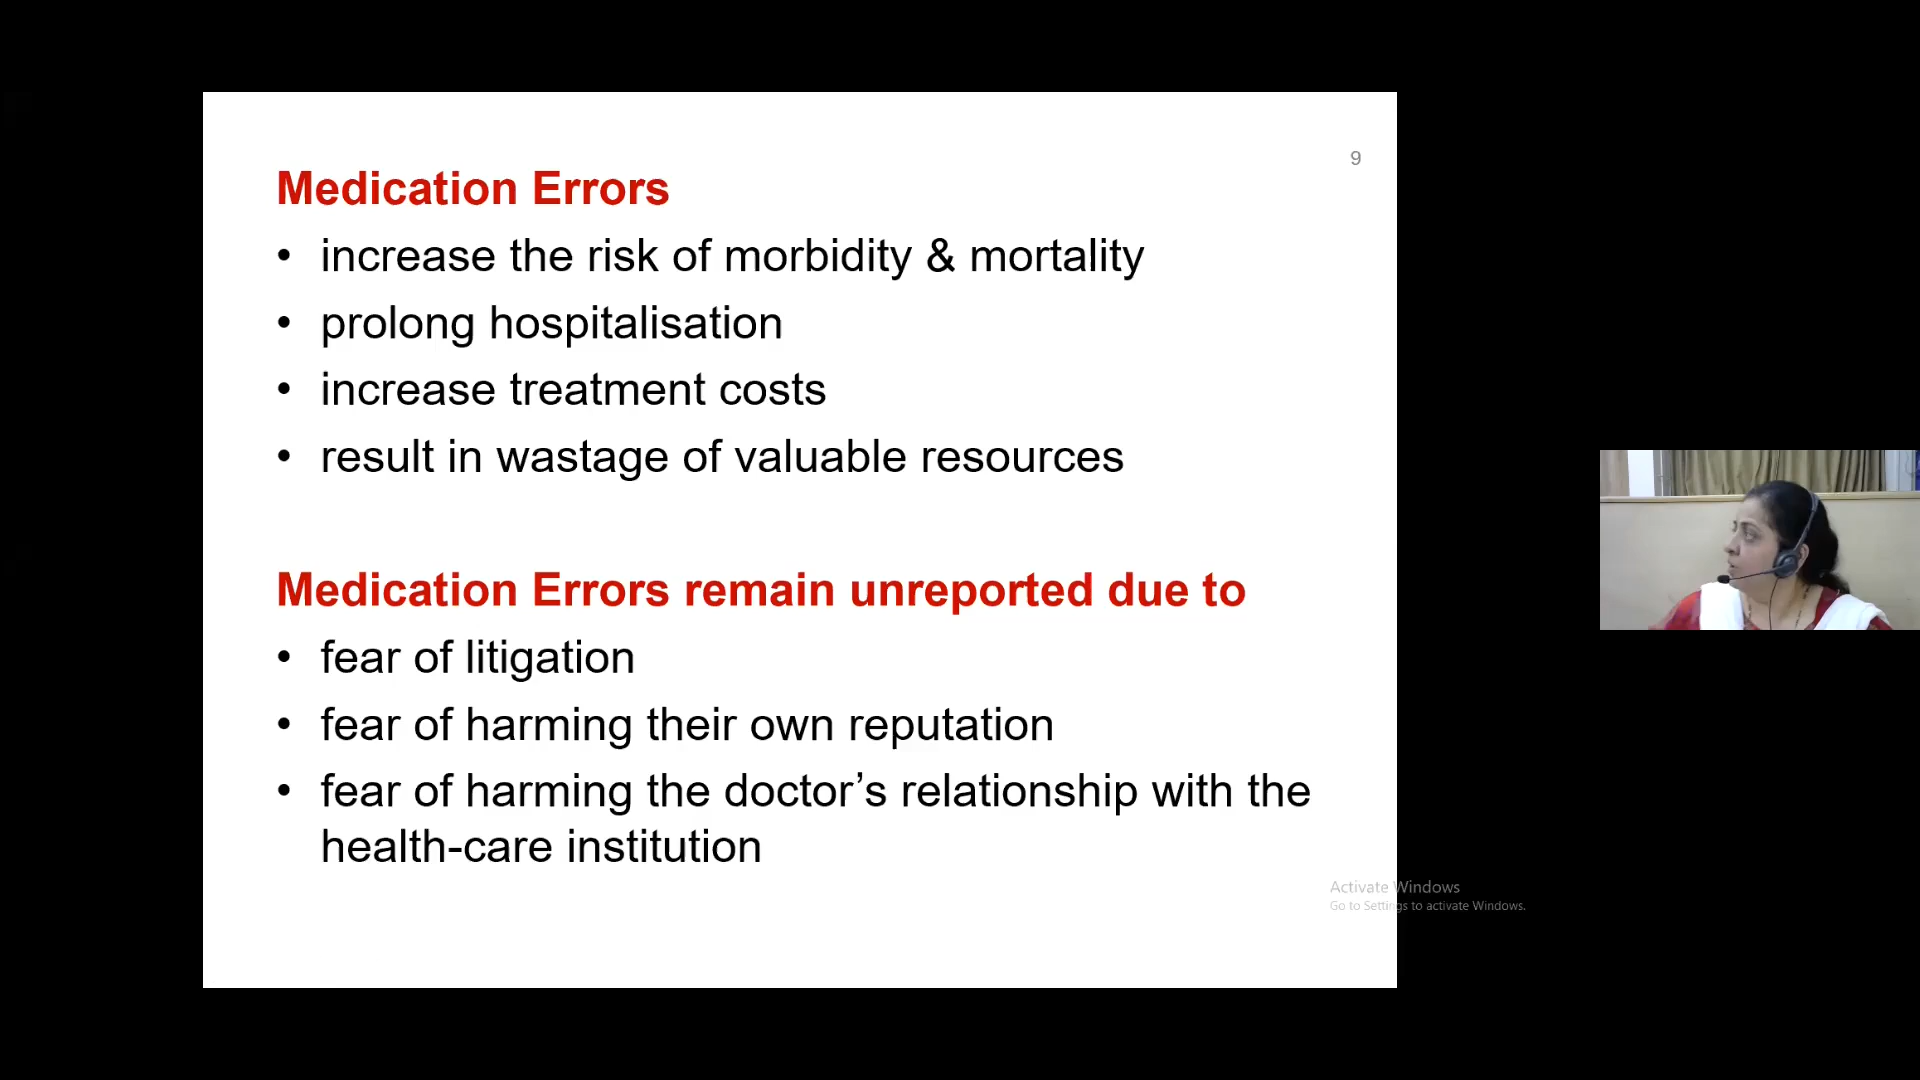 9
Medication Errors
• increase the risk of morbidity & mortality
• prolong hospitalisation
• increase treatment costs
• result in wastage of valuable resources
Medication Errors remain unreported due to
• fear of litigation
• fear of harming their own reputation
• fear of harming the doctor’s relationship with the
health-care institution
Activate Windows
Go to Settings to activate Windows.